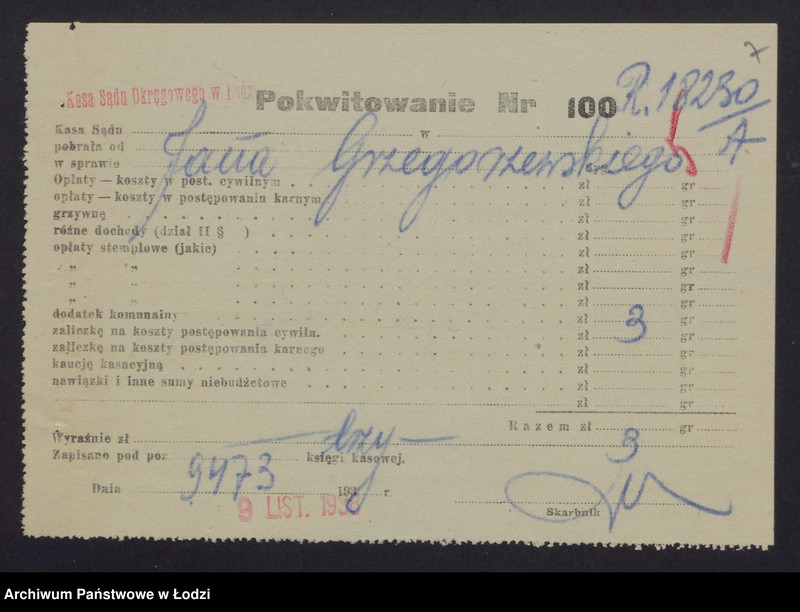 7
Kasa Sądu Okręgowego w Łodzi
Pokwitowanie Nr 100 R. 18230/A
Kasa Sądu w
pobrała od Jana Grzegorzewskiego
w sprawie
Opłaty — koszty w post. cywilnym zł gr
opłaty — koszty w postępowaniu karnym zł gr
grzywnę zł gr
różne dochody (dział II § ) zł gr
opłaty stemplowe (jakie) zł gr
„ „ zł gr
„ „ zł gr
„ „ zł gr
dodatek komunalny
zaliczkę na koszty postępowania cywiln. zł 3 gr
zaliczkę na koszty postępowania karnego zł gr
kaucję kasacyjną zł gr
nawiązki i inne sumy niebudżetowe zł gr
zł gr
Razem zł 3 gr
Wyraźnie zł — trzy —
Zapisano pod poz 9473 księgi kasowej.
Dnia 192 r
9 LIST. 193
Skarbnik
Archiwum Państwowe w Łodzi